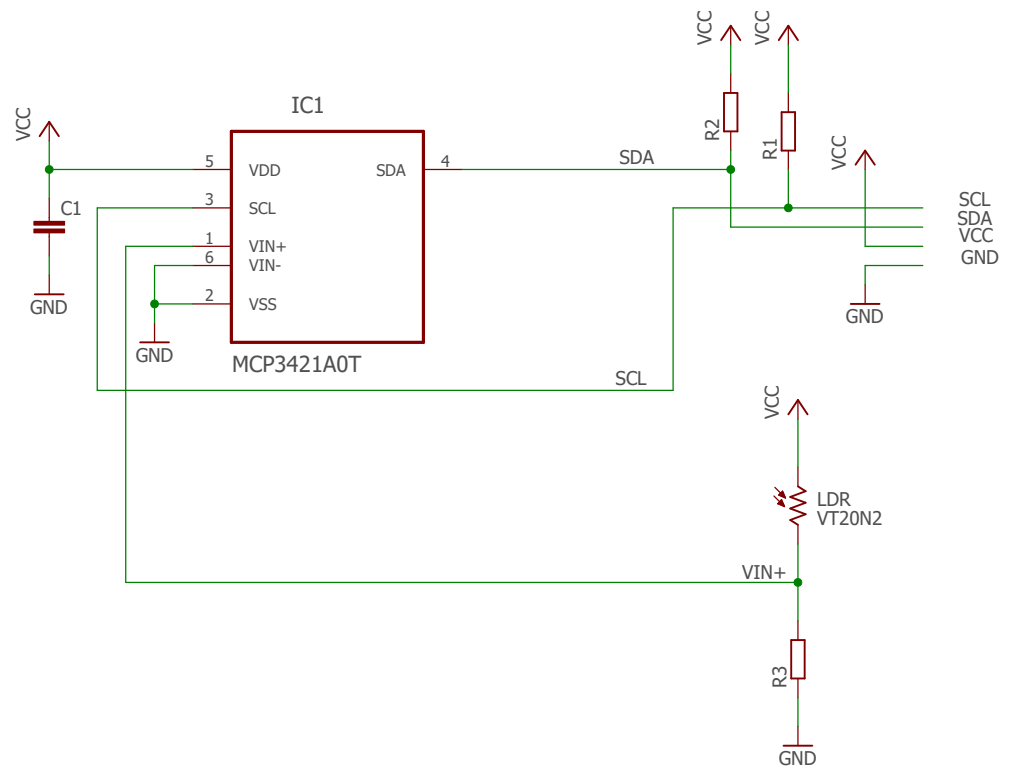 VCC
VCC
IC1
VCC
R2
R1
VCC
5
VDD
SDA
4
SDA
C1
3
SCL
SCL
SDA
VCC
GND
1
VIN+
6
VIN-
2
VSS
GND
GND
GND
MCP3421A0T
SCL
VCC
LDR
VT20N2
VIN+
R3
GND